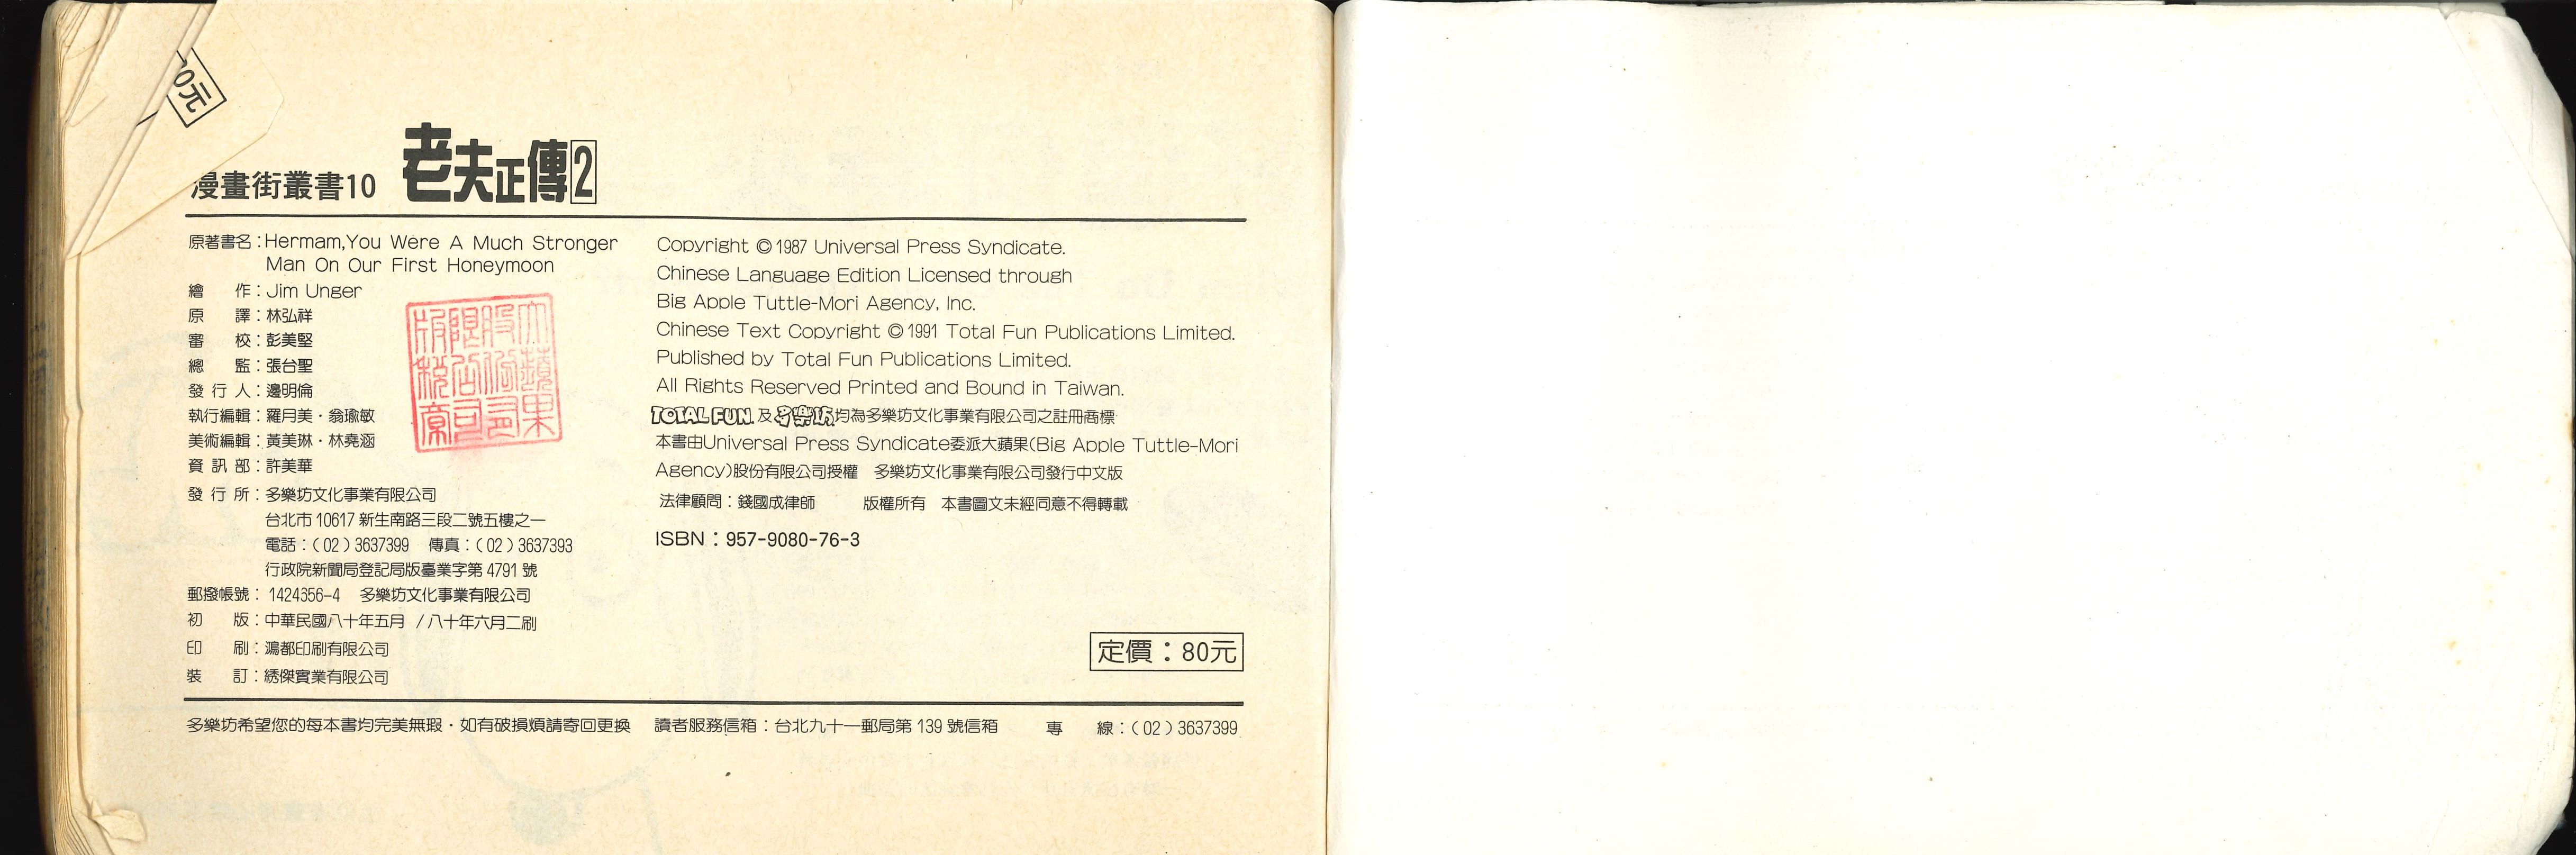 0元
漫畫街叢書10 老夫正傳2
原著書名：Hermam,You Were A Much Stronger
Man On Our First Honeymoon
繪 作：Jim Unger
原 譯：林弘祥
審 校：彭美堅
總 監：張台聖
發 行 人：邊明倫
執行編輯：羅月美・翁瑜敏
美術編輯：黃美琳・林堯涵
資 訊 部：許美華
發 行 所：多樂坊文化事業有限公司
台北市10617新生南路三段二號五樓之一
電話：(02)3637399 傳真：(02)3637393
行政院新聞局登記局版臺業字第4791號
郵撥帳號：1424356-4 多樂坊文化事業有限公司
初 版：中華民國八十年五月 /八十年六月二刷
印 刷：鴻都印刷有限公司
裝 訂：綉傑實業有限公司
大蘋果
股份有
限公司
版稅章
Copyright ©1987 Universal Press Syndicate.
Chinese Language Edition Licensed through
Big Apple Tuttle-Mori Agency, Inc.
Chinese Text Copyright ©1991 Total Fun Publications Limited.
Published by Total Fun Publications Limited.
All Rights Reserved Printed and Bound in Taiwan.
TOTAL FUN.及多樂坊均為多樂坊文化事業有限公司之註冊商標
本書由Universal Press Syndicate委派大蘋果(Big Apple Tuttle-Mori
Agency)股份有限公司授權 多樂坊文化事業有限公司發行中文版
法律顧問：錢國成律師 版權所有 本書圖文未經同意不得轉載
ISBN：957-9080-76-3
定價：80元
多樂坊希望您的每本書均完美無瑕・如有破損煩請寄回更換 讀者服務信箱：台北九十一郵局第139號信箱 專 線：(02)3637399